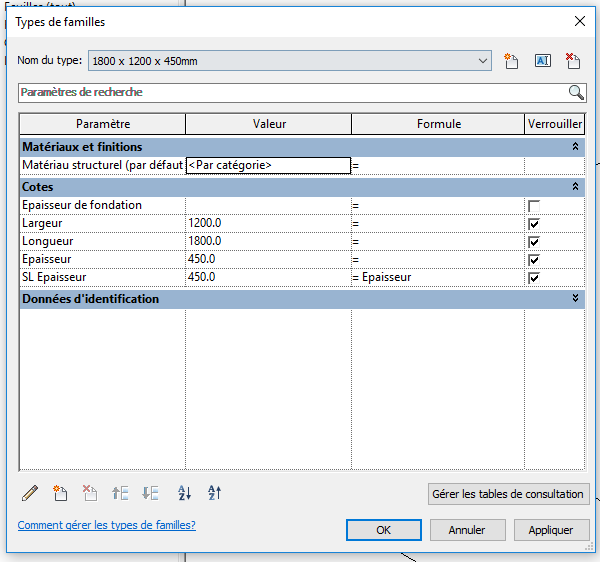 Feuilles (tout)
Types de familles
Nom du type: 1800 x 1200 x 450mm
Paramètres de recherche
Paramètre Valeur Formule Verrouiller
Matériaux et finitions
Matériau structurel (par défaut <Par catégorie> =
Cotes
Epaisseur de fondation =
Largeur 1200.0 =
Longueur 1800.0 =
Epaisseur 450.0 =
SL Epaisseur 450.0 = Epaisseur
Données d'identification
Gérer les tables de consultation
Comment gérer les types de familles?
OK Annuler Appliquer